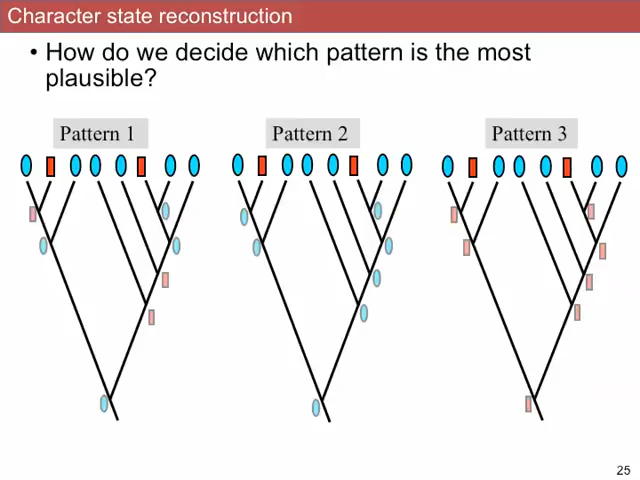 Character state reconstruction
• How do we decide which pattern is the most
plausible?
Pattern 1
Pattern 2
Pattern 3
25